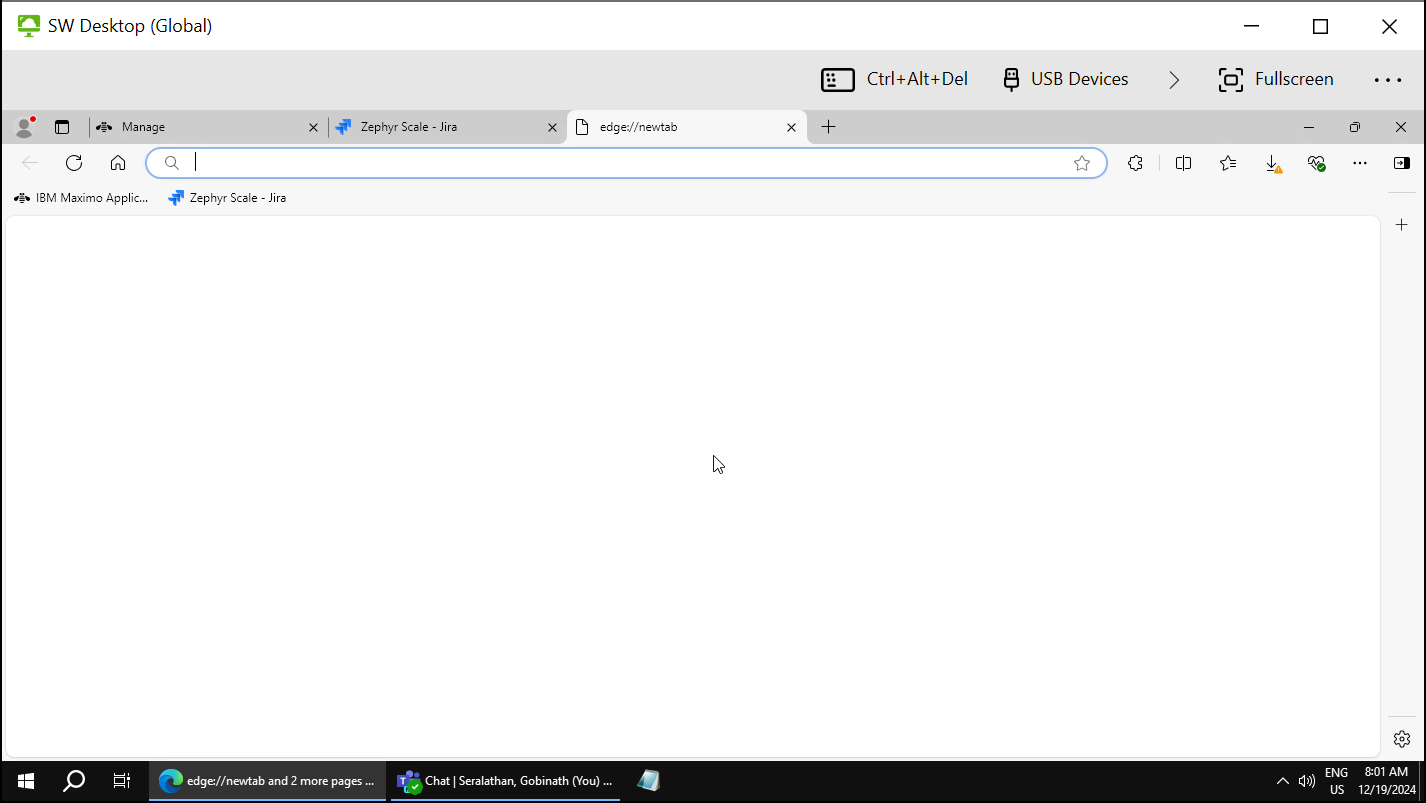 SW Desktop (Global)
Ctrl+Alt+Del USB Devices Fullscreen
Manage Zephyr Scale - Jira edge://newtab
IBM Maximo Applic... Zephyr Scale - Jira
edge://newtab and 2 more pages ... Chat | Seralathan, Gobinath (You) ... ENG 8:01 AM
US 12/19/2024